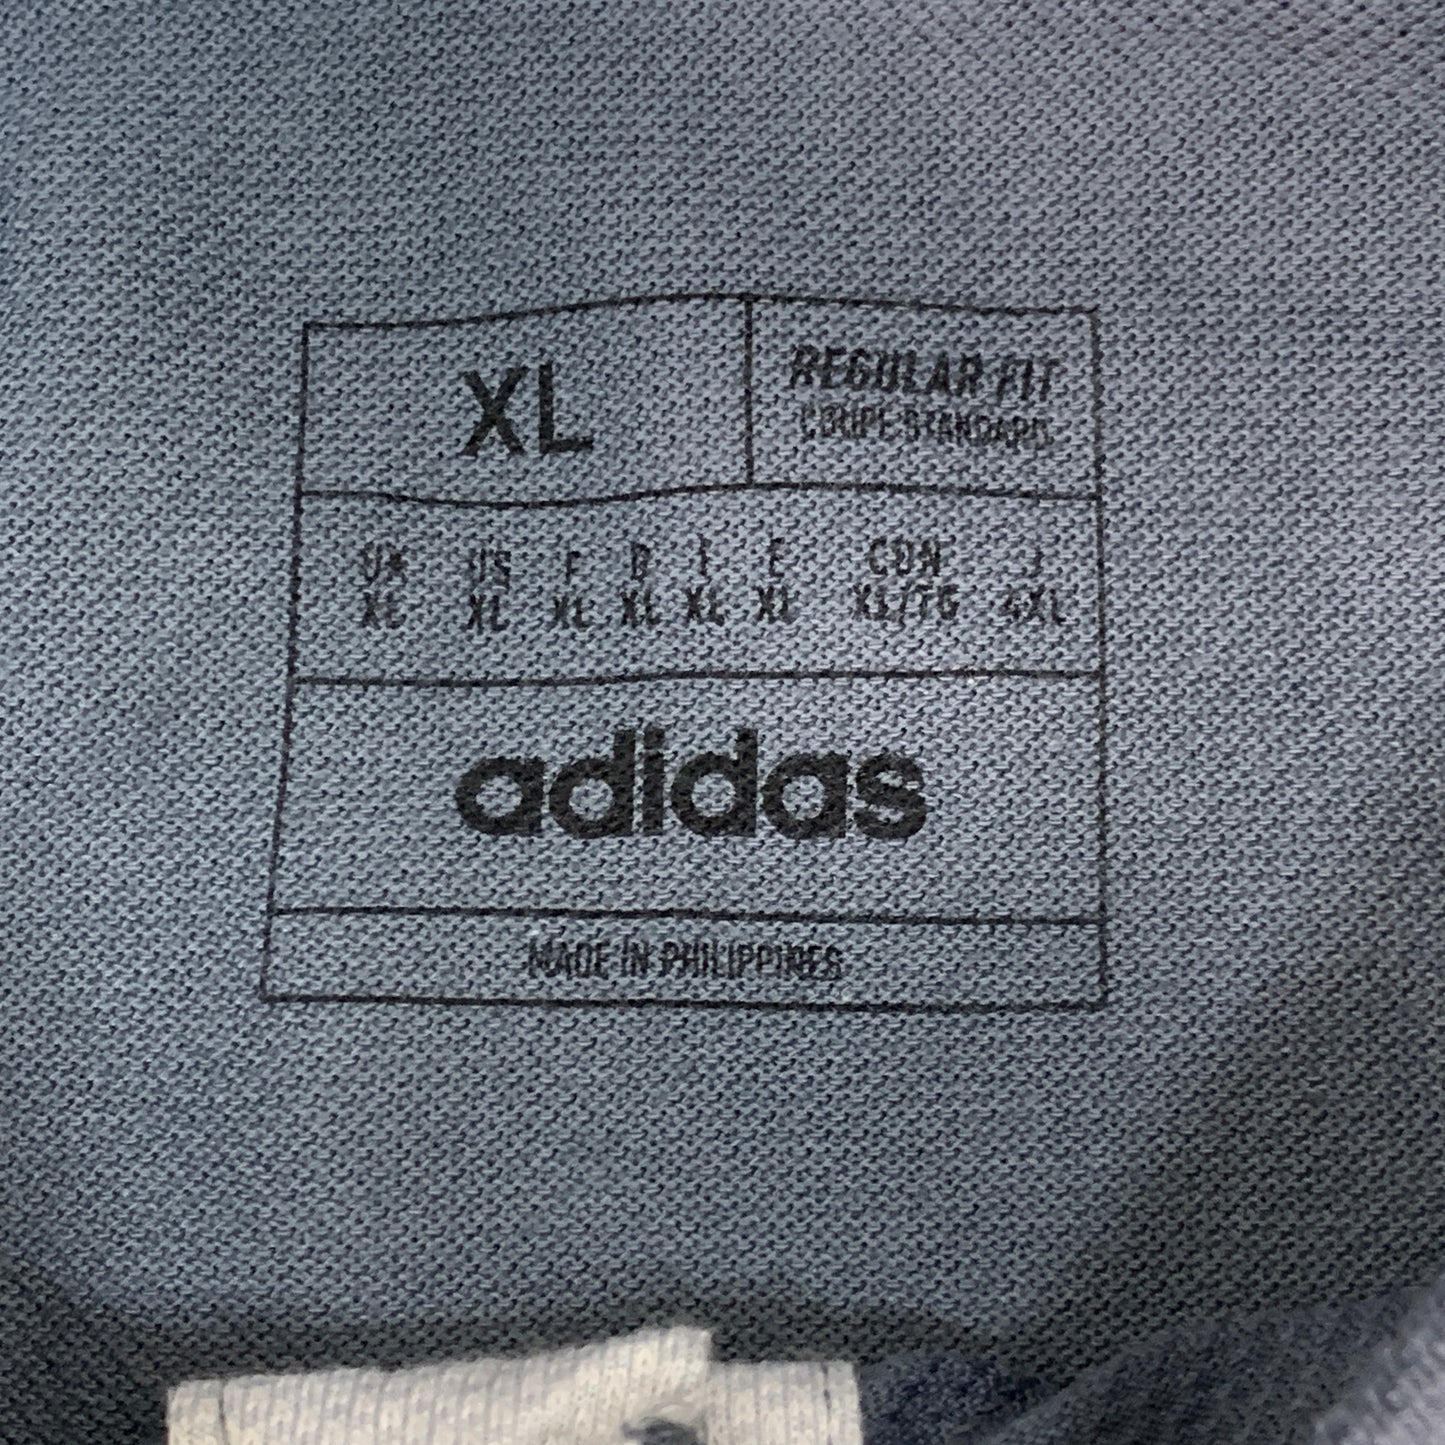 XL
REGULAR FIT
COUPE STANDARD
UK US F D I E CDN J
XL XL XL XL XL XL XL/TG 4XL
adidas
MADE IN PHILIPPINES